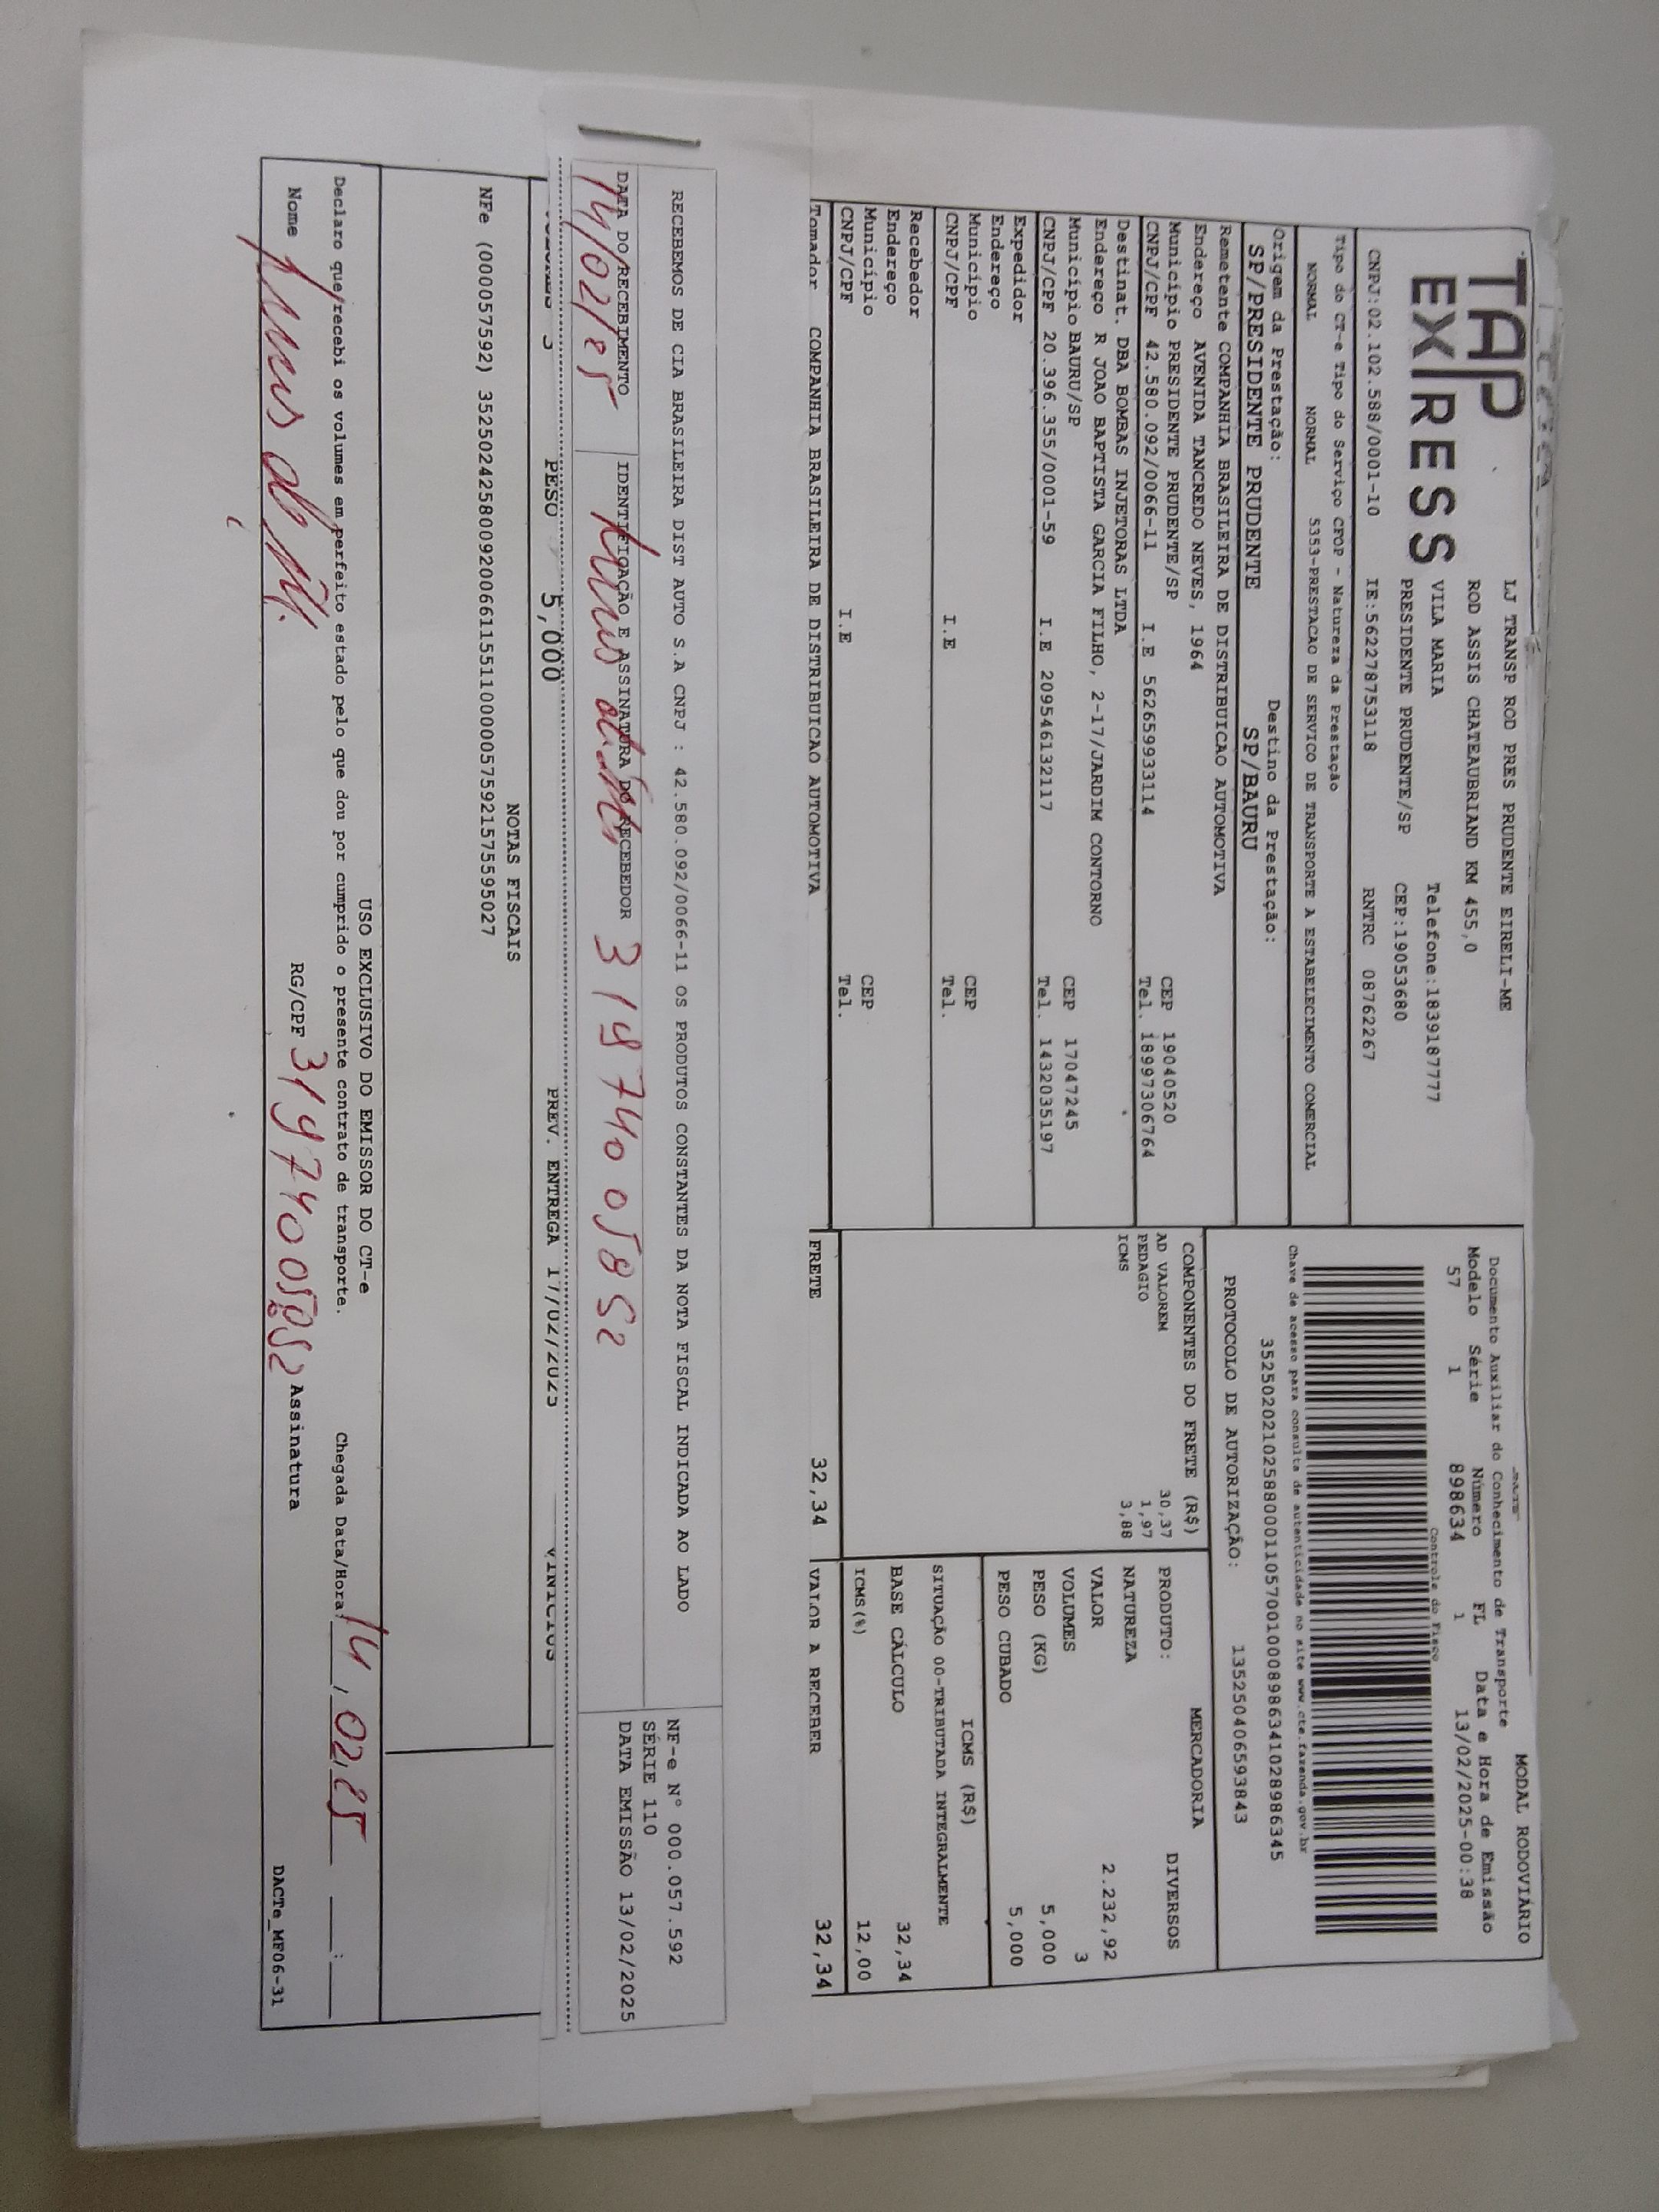 TAP
EXPRESS
LJ TRANSP ROD PRES PRUDENTE EIRELI-ME
ROD ASSIS CHATEAUBRIAND KM 455,0
VILA MARIA Telefone:1839187777
PRESIDENTE PRUDENTE/SP CEP:19053680
CNPJ:02.102.588/0001-10 IE:562278753118 RNTRC 08762267
MODAL RODOVIÁRIO
Documento Auxiliar do Conhecimento de Transporte
Modelo Série Número FL Data e Hora de Emissão
57 1 898634 1 13/02/2025-00:38
Controle do Fisco
Chave de acesso para consulta de autenticidade no site www.cte.fazenda.gov.br
35250202102588000110570010008986341028986345
PROTOCOLO DE AUTORIZAÇÃO: 135250406593843
Tipo do CT-e Tipo do Serviço CFOP - Natureza da Prestação
NORMAL NORMAL 5353-PRESTACAO DE SERVICO DE TRANSPORTE A ESTABELECIMENTO COMERCIAL
Origem da Prestação: Destino da Prestação:
SP/PRESIDENTE PRUDENTE SP/BAURU
Remetente COMPANHIA BRASILEIRA DE DISTRIBUICAO AUTOMOTIVA
Endereço AVENIDA TANCREDO NEVES, 1964
Município PRESIDENTE PRUDENTE/SP CEP 19040520
CNPJ/CPF 42.580.092/0066-11 I.E 562659933114 Tel. 18997306764
Destinat. DBA BOMBAS INJETORAS LTDA
Endereço R JOAO BAPTISTA GARCIA FILHO, 2-17/JARDIM CONTORNO
Município BAURU/SP CEP 17047245
CNPJ/CPF 20.396.355/0001-59 I.E 209546132117 Tel. 1432035197
Expedidor
Endereço
Município CEP
CNPJ/CPF I.E Tel.
Recebedor
Endereço
Município CEP
CNPJ/CPF I.E Tel.
Tomador COMPANHIA BRASILEIRA DE DISTRIBUICAO AUTOMOTIVA
COMPONENTES DO FRETE (R$)
AD VALOREM 30,37
PEDAGIO 1,97
ICMS 3,88
FRETE 32,34
MERCADORIA
PRODUTO: DIVERSOS
NATUREZA
VALOR 2.232,92
VOLUMES 3
PESO (KG) 5,000
PESO CUBADO 5,000
ICMS (R$)
SITUAÇÃO 00-TRIBUTADA INTEGRALMENTE
BASE CÁLCULO 32,34
ICMS(%) 12,00
VALOR A RECEBER 32,34
RECEBEMOS DE CIA BRASILEIRA DIST AUTO S.A CNPJ : 42.580.092/0066-11 OS PRODUTOS CONSTANTES DA NOTA FISCAL INDICADA AO LADO
DATA DO RECEBIMENTO IDENTIFICAÇÃO E ASSINATURA DO RECEBEDOR
14/02/25 319 740 058 52
NF-e Nº 000.057.592
SÉRIE 110
DATA EMISSÃO 13/02/2025
VOLUMES 3 PESO 5,000 PREV. ENTREGA 17/02/2025 VINICIUS
NOTAS FISCAIS
NFe (000057592) 35250242580092006611551100000575921575595027
USO EXCLUSIVO DO EMISSOR DO CT-e
Declaro que recebi os volumes em perfeito estado pelo que dou por cumprido o presente contrato de transporte. Chegada Data/Hora: 14/02/25 __:__
Nome RG/CPF Assinatura
DACTe_MF06-31